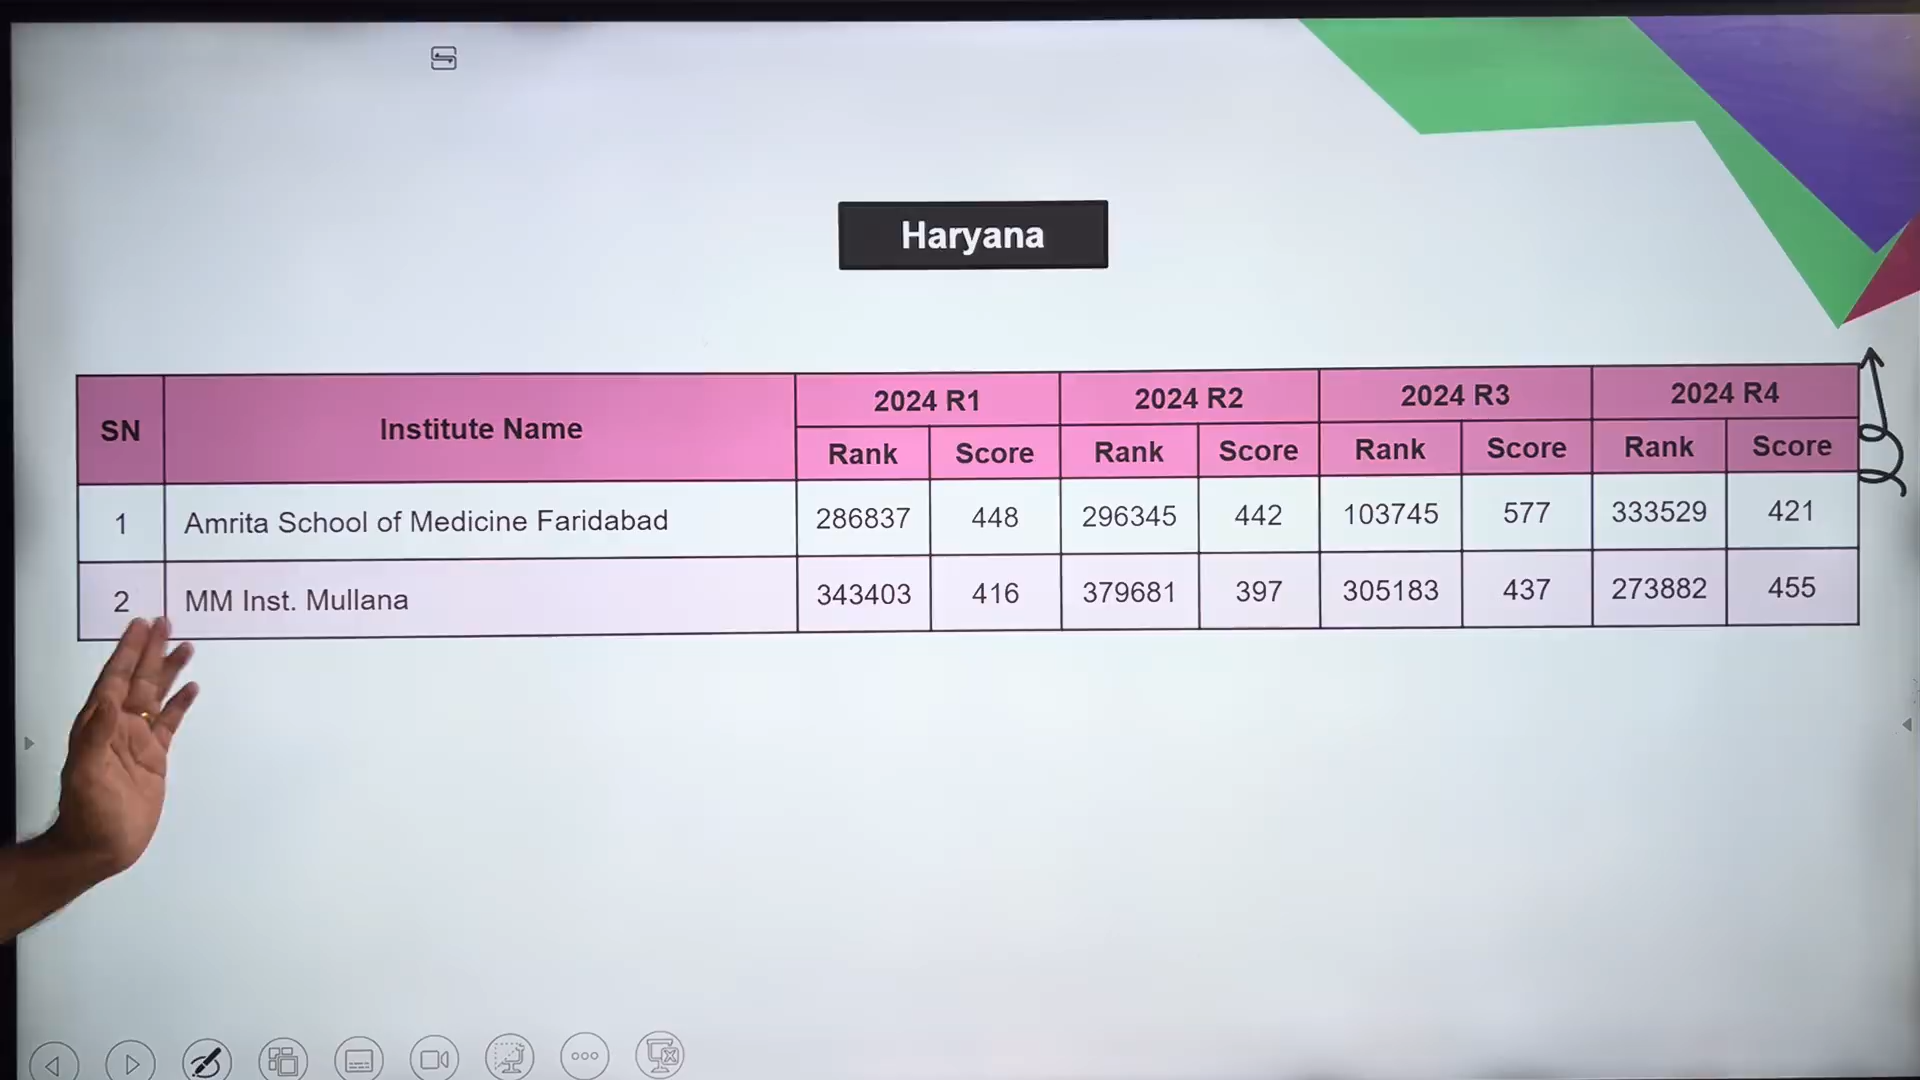 Haryana
SN Institute Name 2024 R1 2024 R2 2024 R3 2024 R4
Rank Score Rank Score Rank Score Rank Score
1 Amrita School of Medicine Faridabad 286837 448 296345 442 103745 577 333529 421
2 MM Inst. Mullana 343403 416 379681 397 305183 437 273882 455